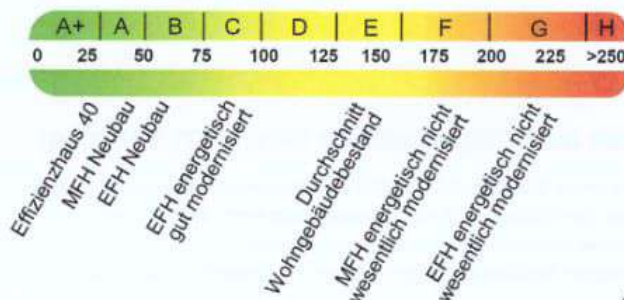 A+ A B C D E F G H
0 25 50 75 100 125 150 175 200 225 >250
Effizienzhaus 40
MFH Neubau
EFH Neubau
EFH energetisch
gut modernisiert
Durchschnitt
Wohngebäudebestand
MFH energetisch nicht
wesentlich modernisiert
EFH energetisch nicht
wesentlich modernisiert